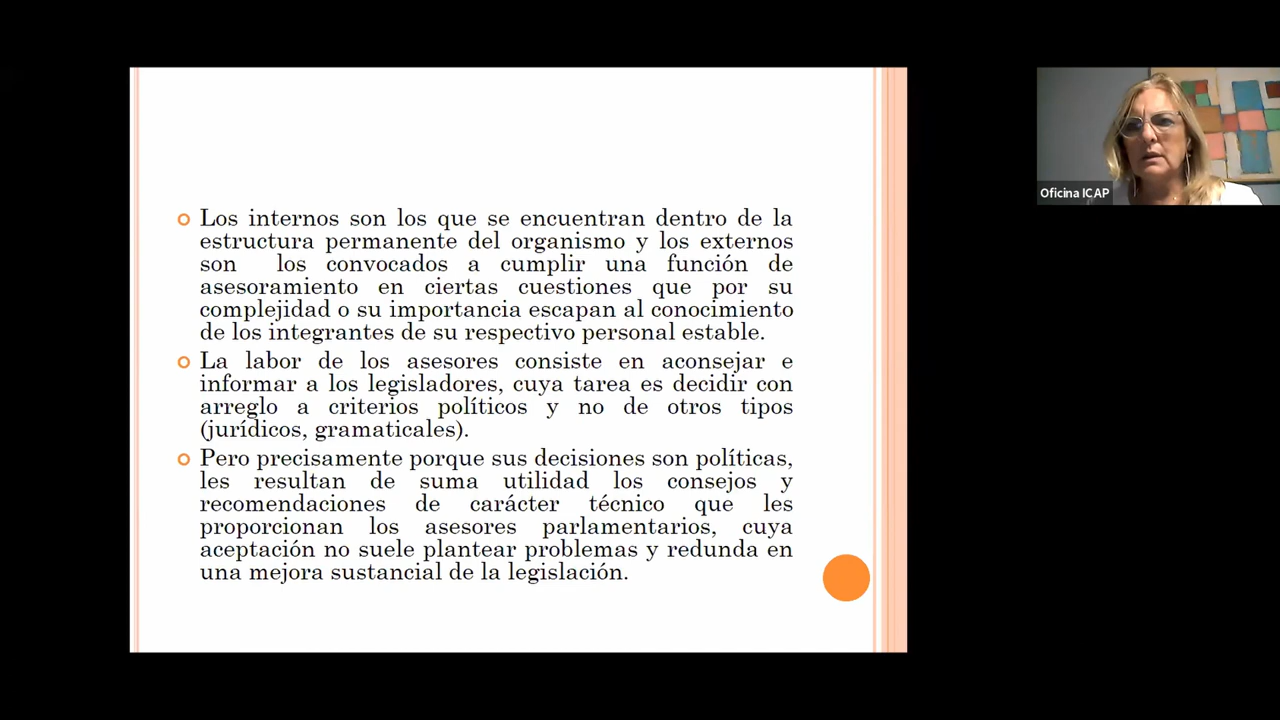 Los internos son los que se encuentran dentro de la
estructura permanente del organismo y los externos
son los convocados a cumplir una función de
asesoramiento en ciertas cuestiones que por su
complejidad o su importancia escapan al conocimiento
de los integrantes de su respectivo personal estable.
La labor de los asesores consiste en aconsejar e
informar a los legisladores, cuya tarea es decidir con
arreglo a criterios políticos y no de otros tipos
(jurídicos, gramaticales).
Pero precisamente porque sus decisiones son políticas,
les resultan de suma utilidad los consejos y
recomendaciones de carácter técnico que les
proporcionan los asesores parlamentarios, cuya
aceptación no suele plantear problemas y redunda en
una mejora sustancial de la legislación.
Oficina ICAP